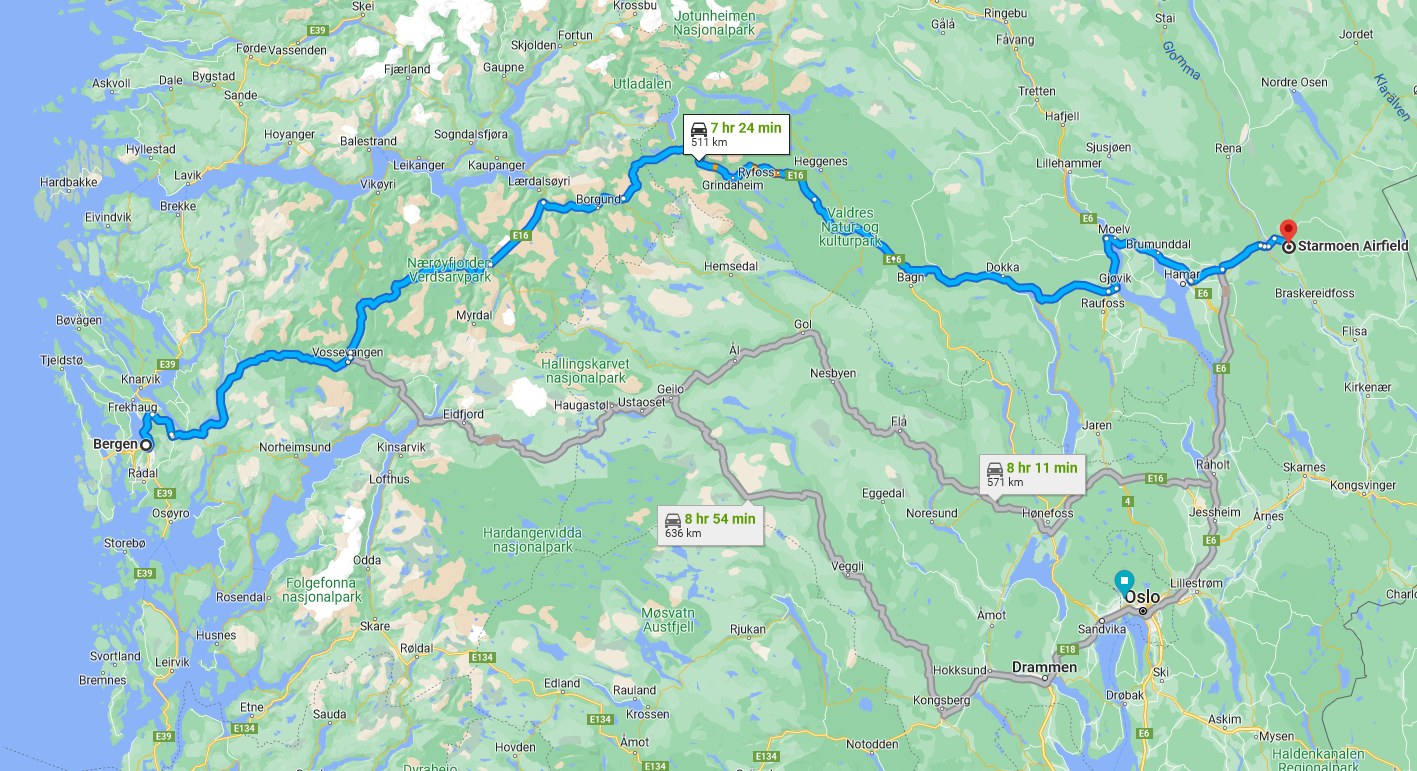 Skei
Krossbu
Jotunheimen
Nasjonalpark
Ringebu
Stai
Gålå
Fåvang
Jordet
E39
Fortun
Førde
Vassenden
Skjolden
Glomma
Fjærland
Gaupne
Askvoll
Dale
Bygstad
Utladalen
Nordre Osen
Klarälven
Sande
Tretten
Hafjell
7 hr 24 min
511 km
Hoyanger
Sogndalsfjøra
Balestrand
Hyllestad
Sjusjøen
Rena
Leikanger
Kaupanger
Heggenes
Lillehammer
Hardbakke
Lavik
Vikøyri
Lærdalsøyri
Ryfoss
E16
Grindaheim
Brekke
Borgund
Eindvik
Valdres
Natur- og
kulturpark
E6
Moelv
E16
Brumunddal
Starmoen Airfield
Nærøyfjorden
Verdsarvpark
Hemsedal
E16
Bagn
Dokka
Gjøvik
Hamar
Raufoss
E6
Braskereidfoss
Myrdal
Bøvågen
Gol
Flisa
Tjeldstø
E39
Vossevangen
Ål
Hallingskarvet
nasjonalpark
Nesbyen
E6
Knarvik
Geilo
Kirkenær
Frekhaug
Haugastøl
Ustaoset
Eidfjord
Flå
Jaren
Bergen
Norheimsund
Kinsarvik
Rådal
8 hr 11 min
571 km
Råholt
Skarnes
Lofthus
E16
Kongsvinger
E39
Eggedal
4
Osøyro
8 hr 54 min
636 km
Noresund
Hønefoss
Jessheim
Årnes
Hardangervidda
nasjonalpark
Storebø
E6
Odda
Veggli
E39
Folgefonna
nasjonalpark
Lillestrøm
Rosendal
Oslo
Charlo
Møsvatn
Austfjell
Åmot
Skare
Rjukan
Sandvika
Husnes
Røldal
E18
Svortland
Leirvik
E134
Hokksund
Drammen
Ski
Bremnes
Edland
Rauland
Drøbak
Kongsberg
Etne
Sauda
Krossen
E134
Askim
E134
E39
Åmot
Notodden
E6
Mysen
Hovden
E134
Haldenkanalen
Regionalpark
Dyraheio
E134